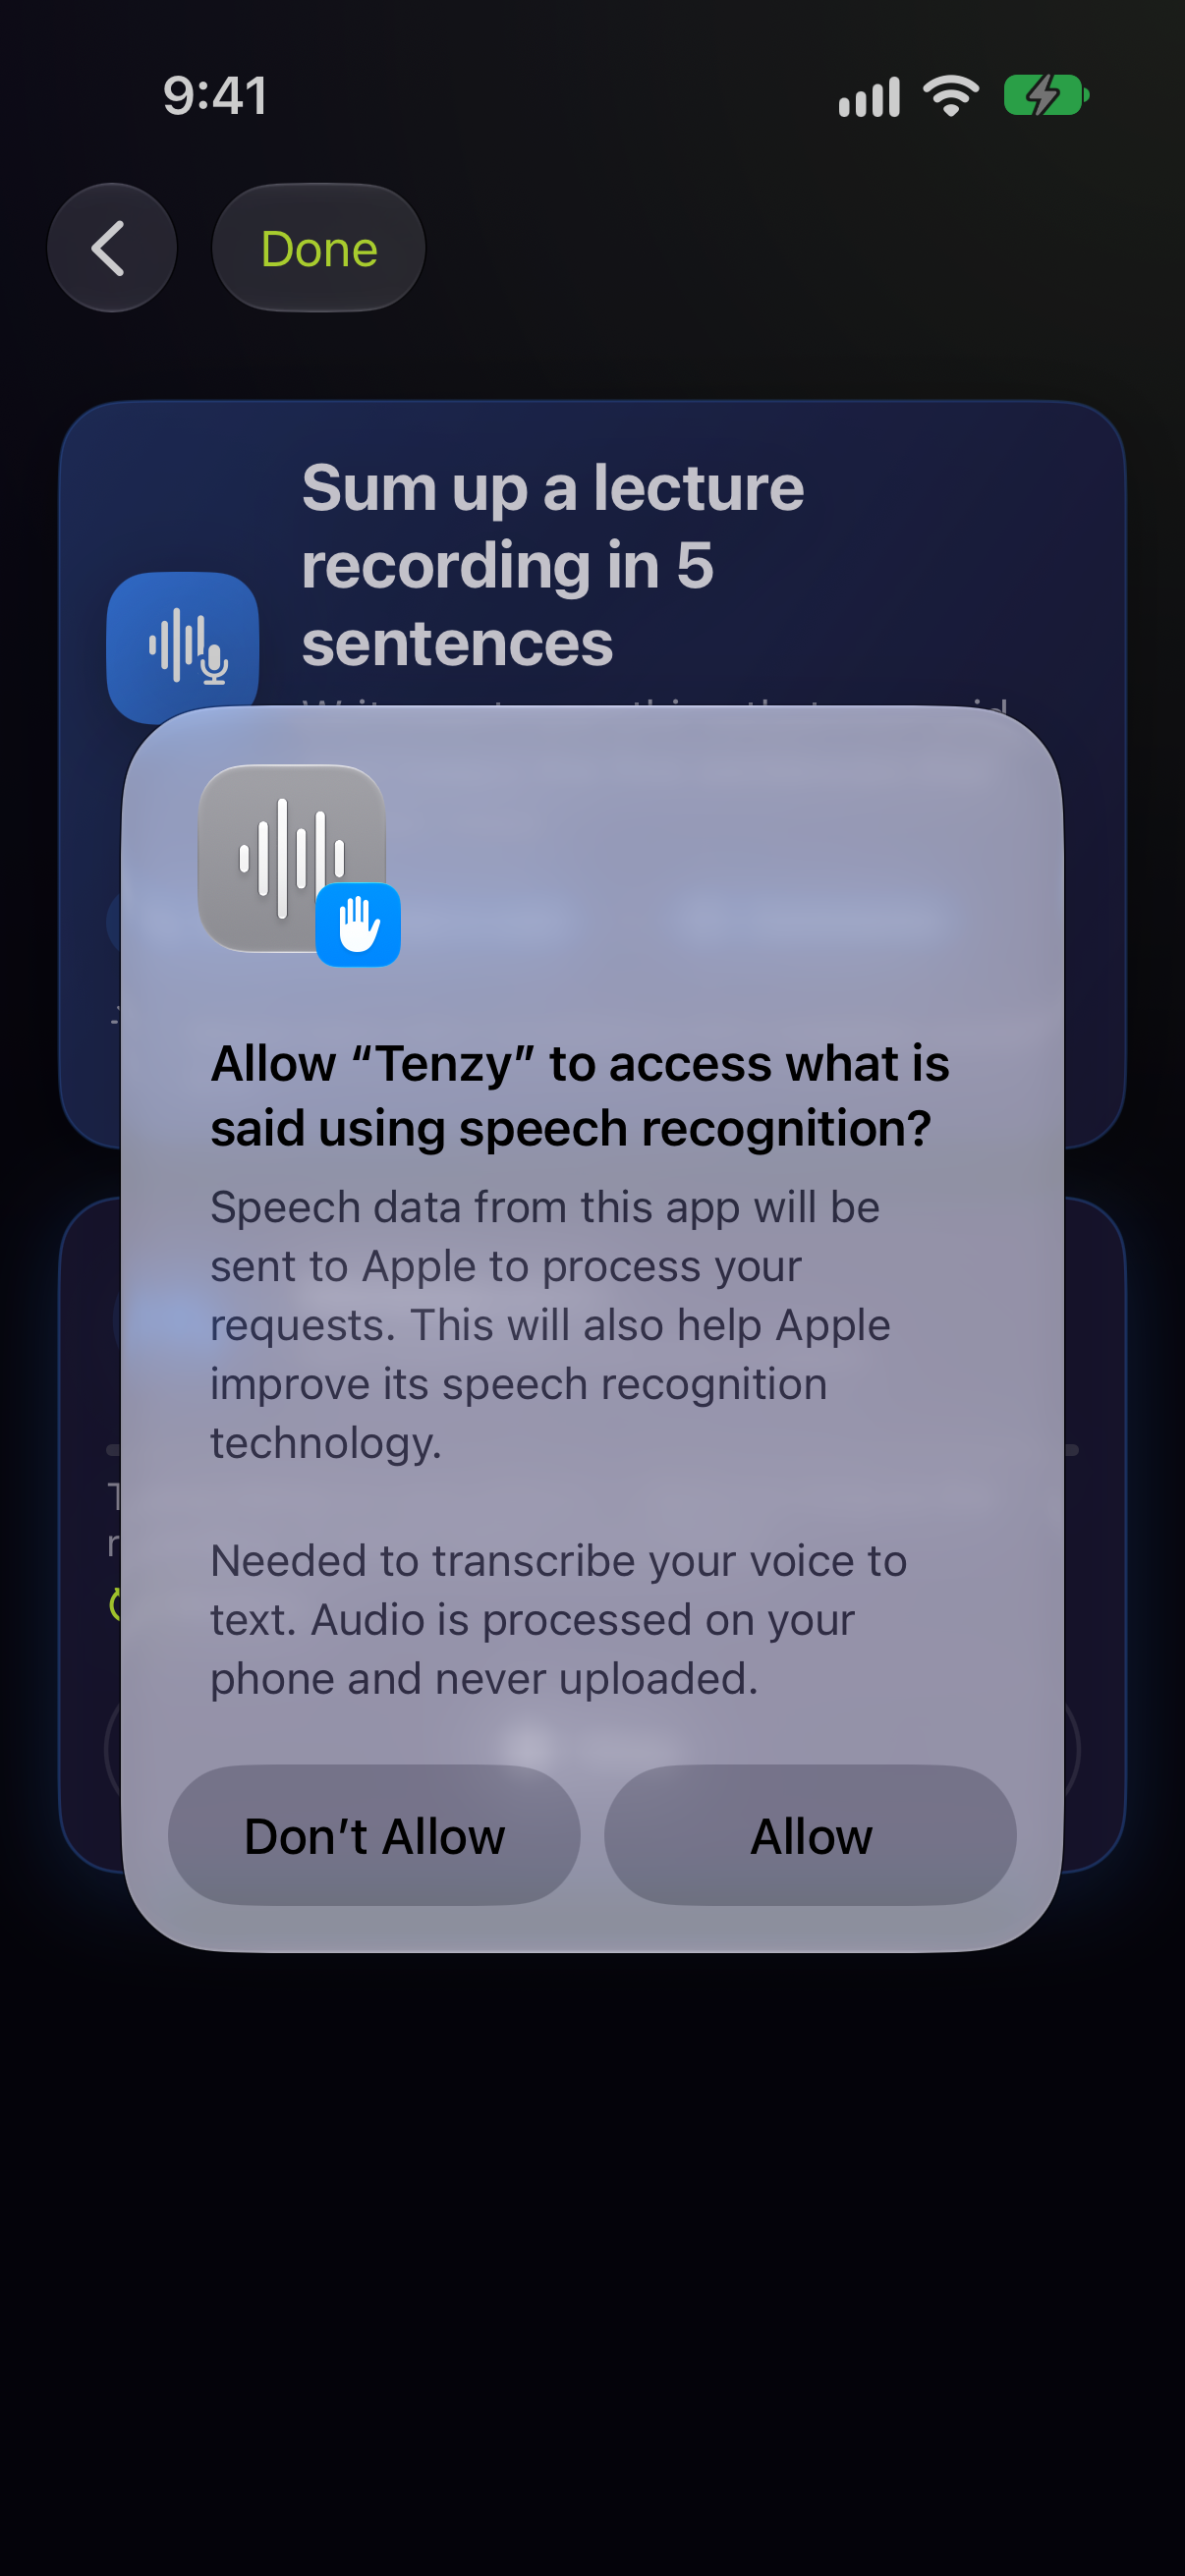 9:41
Done
Sum up a lecture
recording in 5
sentences
Allow “Tenzy” to access what is
said using speech recognition?
Speech data from this app will be
sent to Apple to process your
requests. This will also help Apple
improve its speech recognition
technology.
Needed to transcribe your voice to
text. Audio is processed on your
phone and never uploaded.
Don’t Allow
Allow